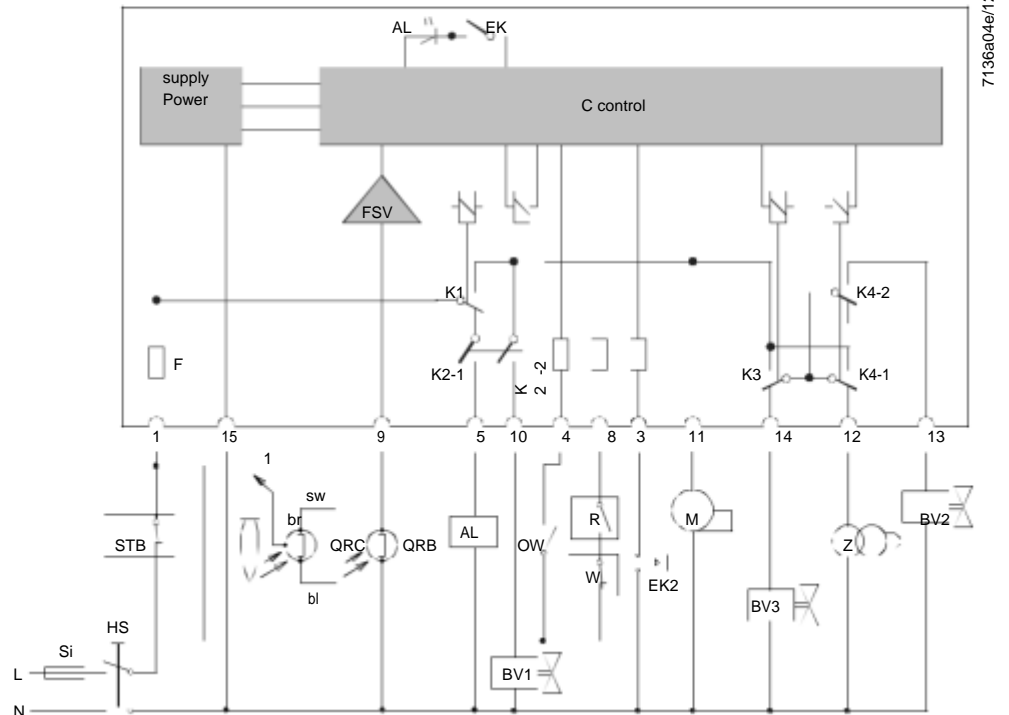 7136a04e/12
AL
EK
supply
Power
C control
FSV
K1
K4-2
F
K2-1
K
2
-2
K3
K4-1
1
15
9
5
10
4
8
3
11
14
12
13
1
sw
br
bl
STB
QRC
QRB
AL
OW
R
W
EK2
M
Z
BV2
BV3
HS
Si
BV1
L
N